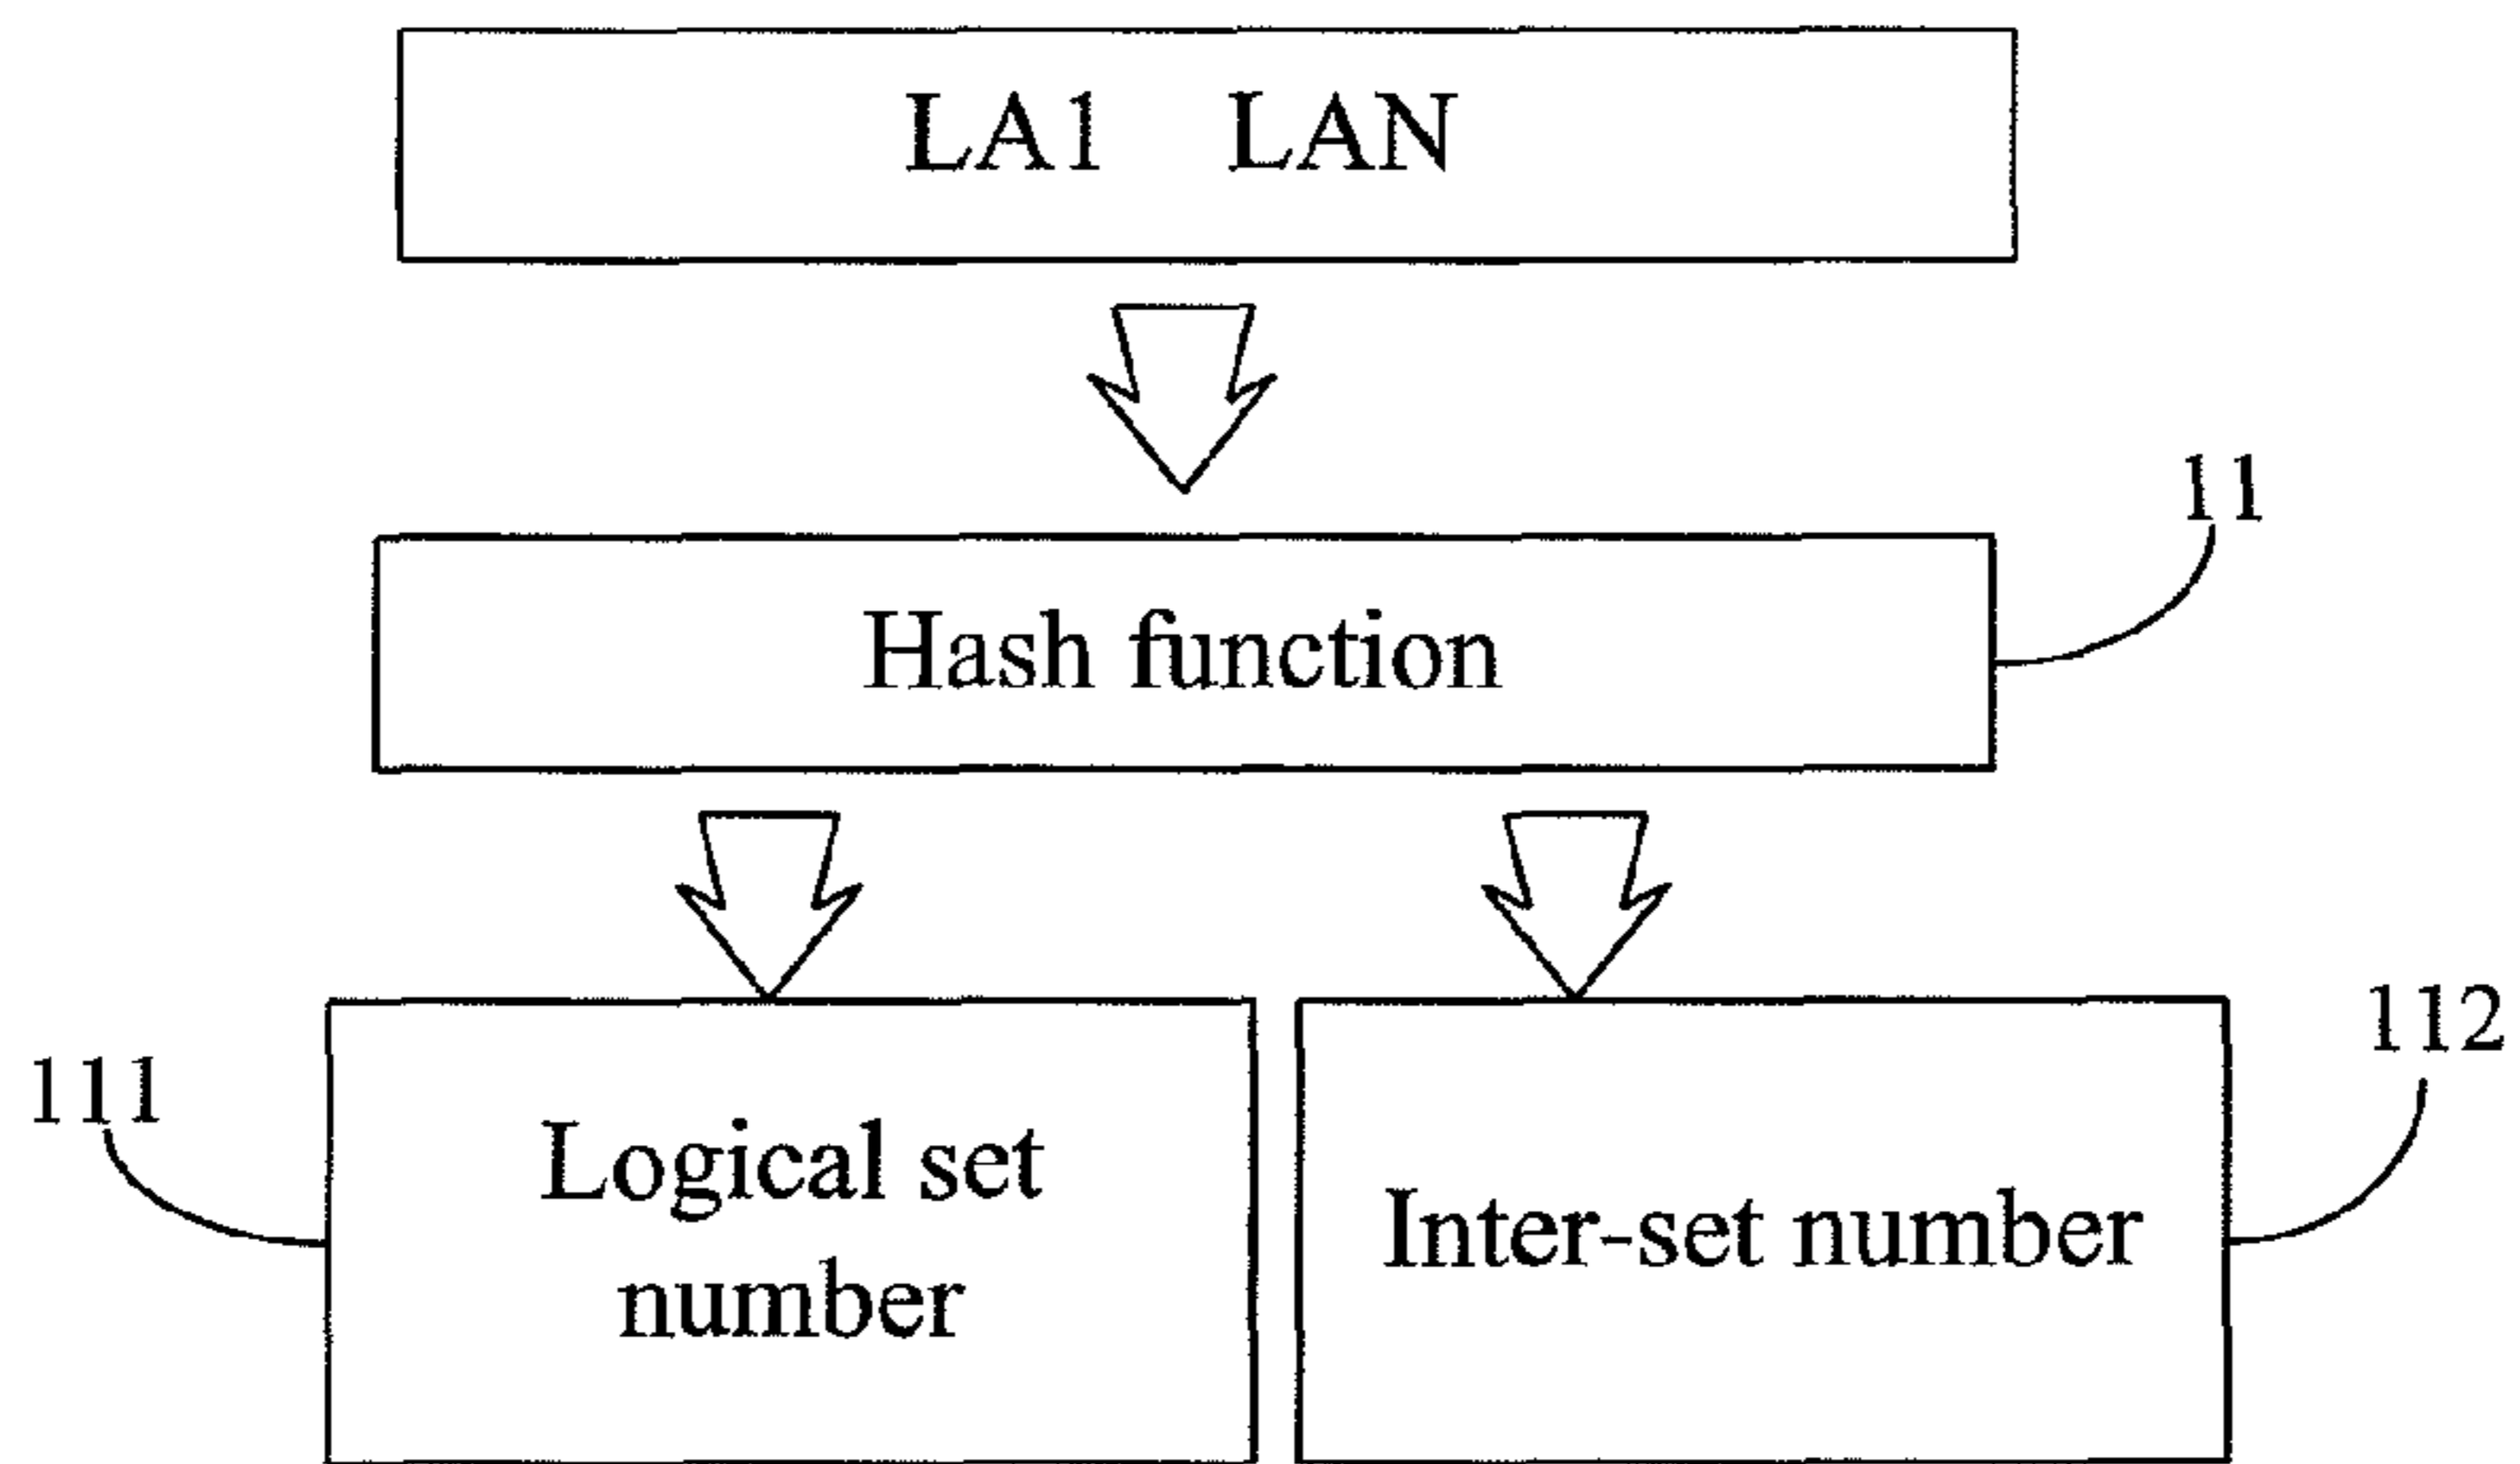 LA1 LAN
11
Hash function
111
112
Logical set
number
Inter-set number